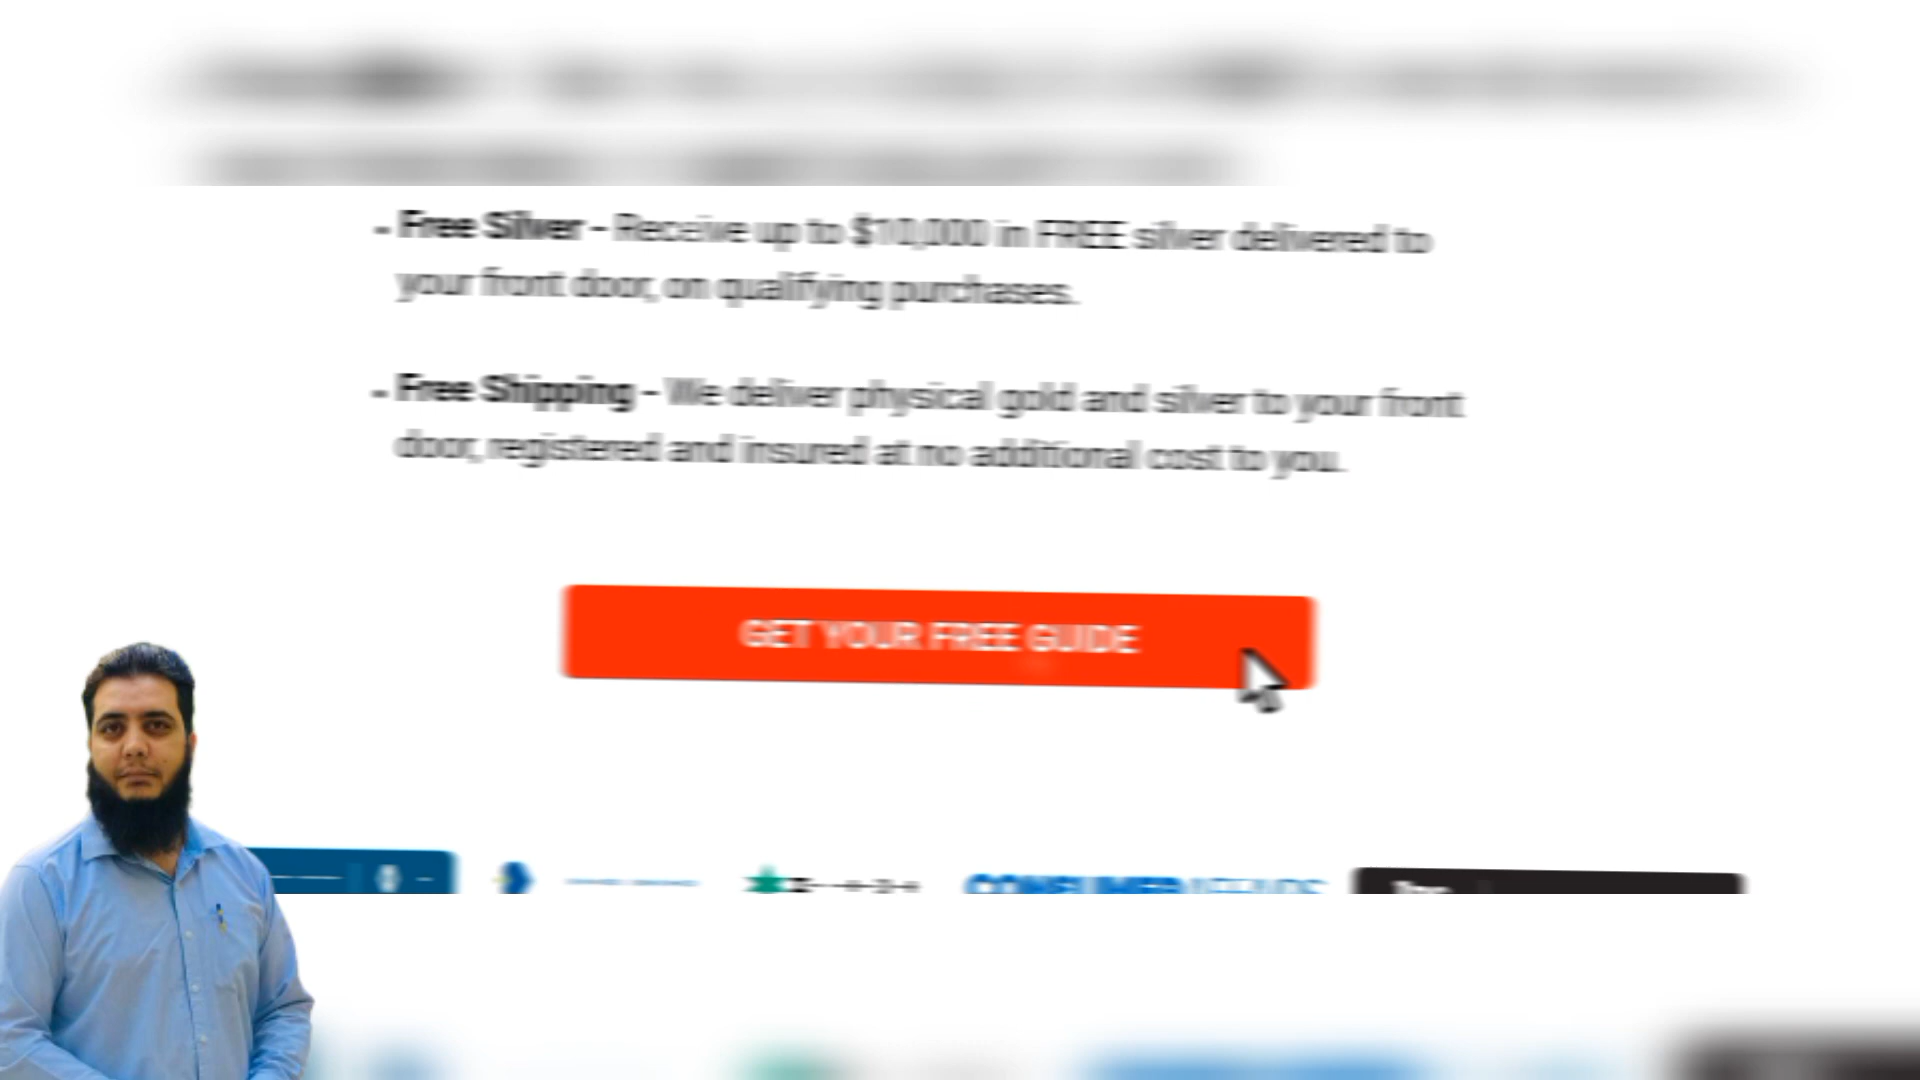 - Free Silver - Receive up to $10,000 in FREE silver delivered to
your front door, on qualifying purchases.
- Free Shipping - We deliver physical gold and silver to your front
door, registered and insured at no additional cost to you.
GET YOUR FREE GUIDE
CONSUMER